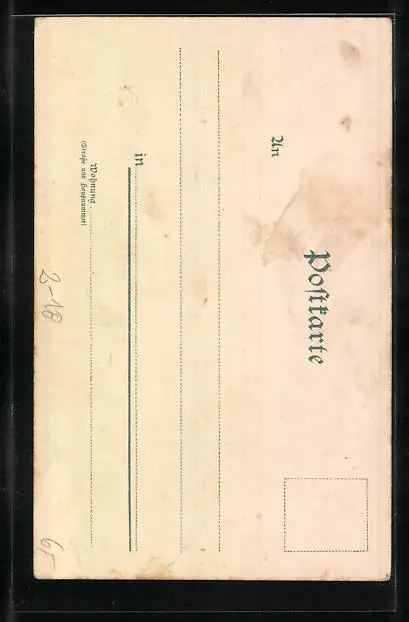 Postkarte
An
in
Wohnung
(Straße und Hausnummer)
2-18
65